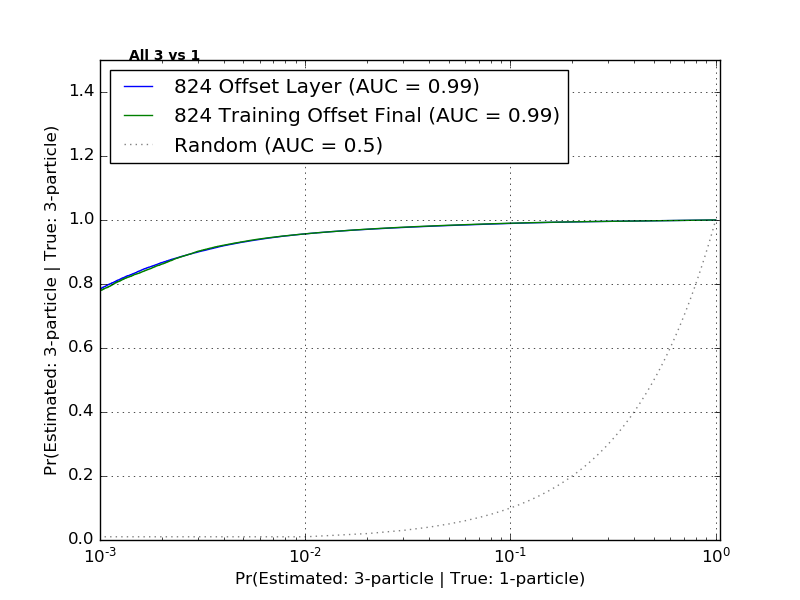 All 3 vs 1
824 Offset Layer (AUC = 0.99)
824 Training Offset Final (AUC = 0.99)
Random (AUC = 0.5)
Pr(Estimated: 3-particle | True: 3-particle)
1.4
1.2
1.0
0.8
0.6
0.4
0.2
0.0
10^-3 10^-2 10^-1 10^0
Pr(Estimated: 3-particle | True: 1-particle)